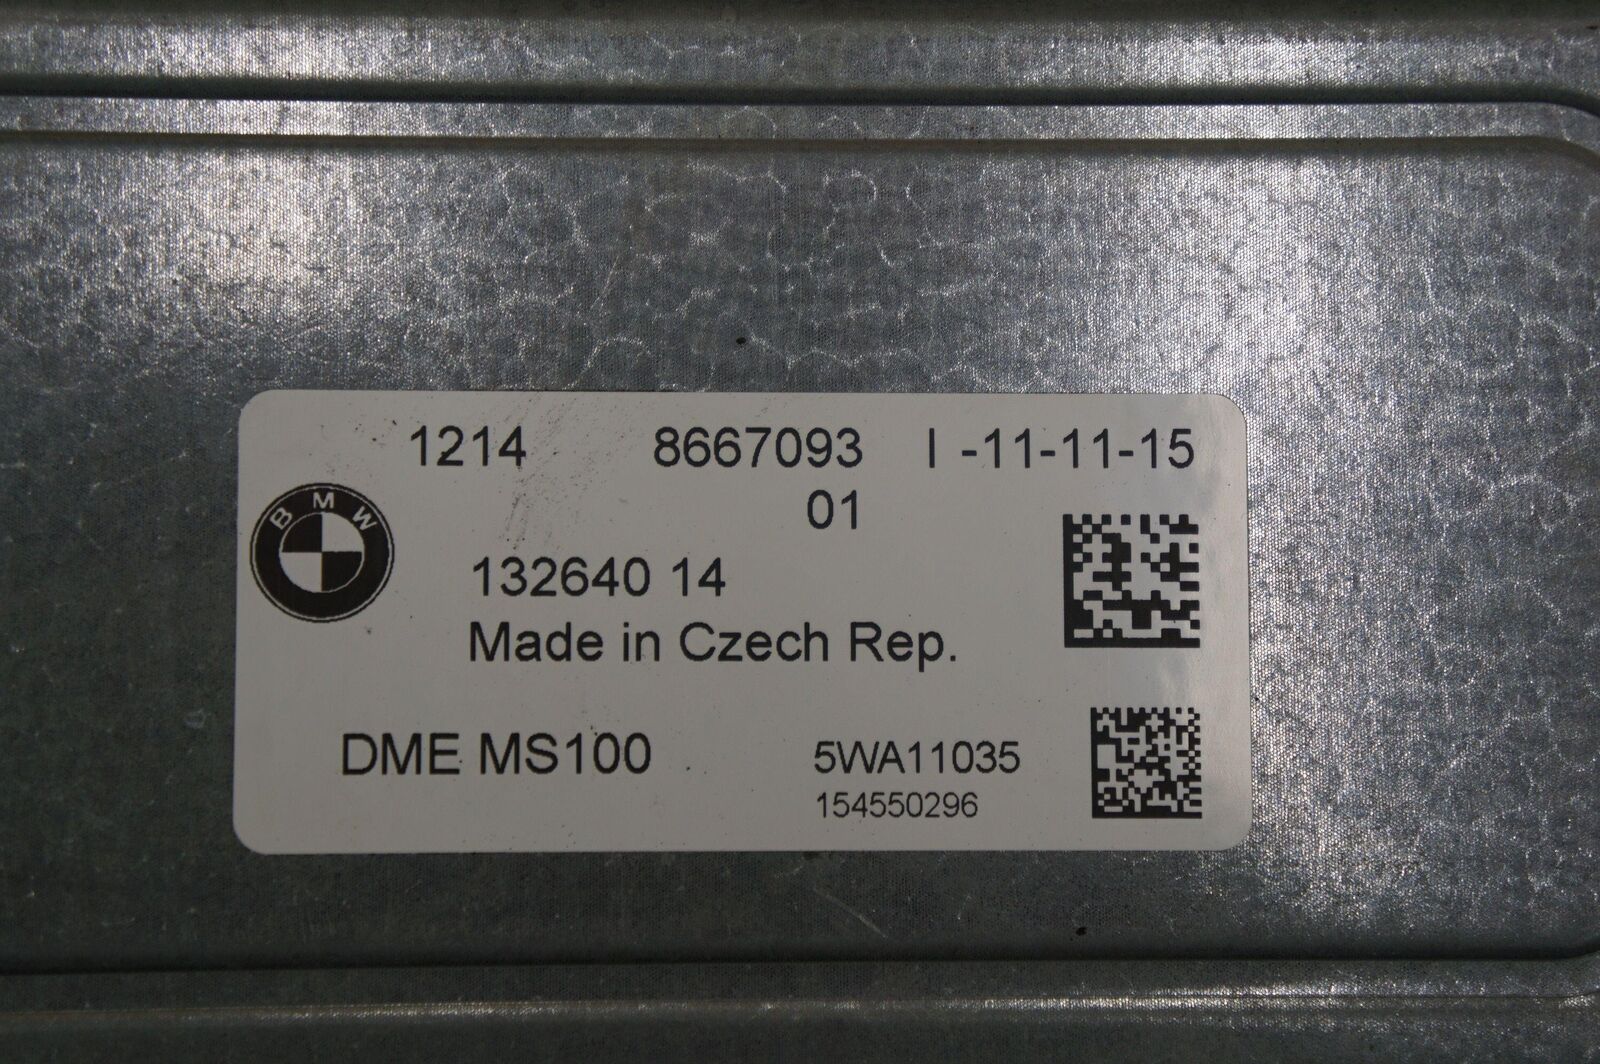 1214 8667093 I -11-11-15
01
BMW
132640 14
Made in Czech Rep.
DME MS100 5WA11035
154550296